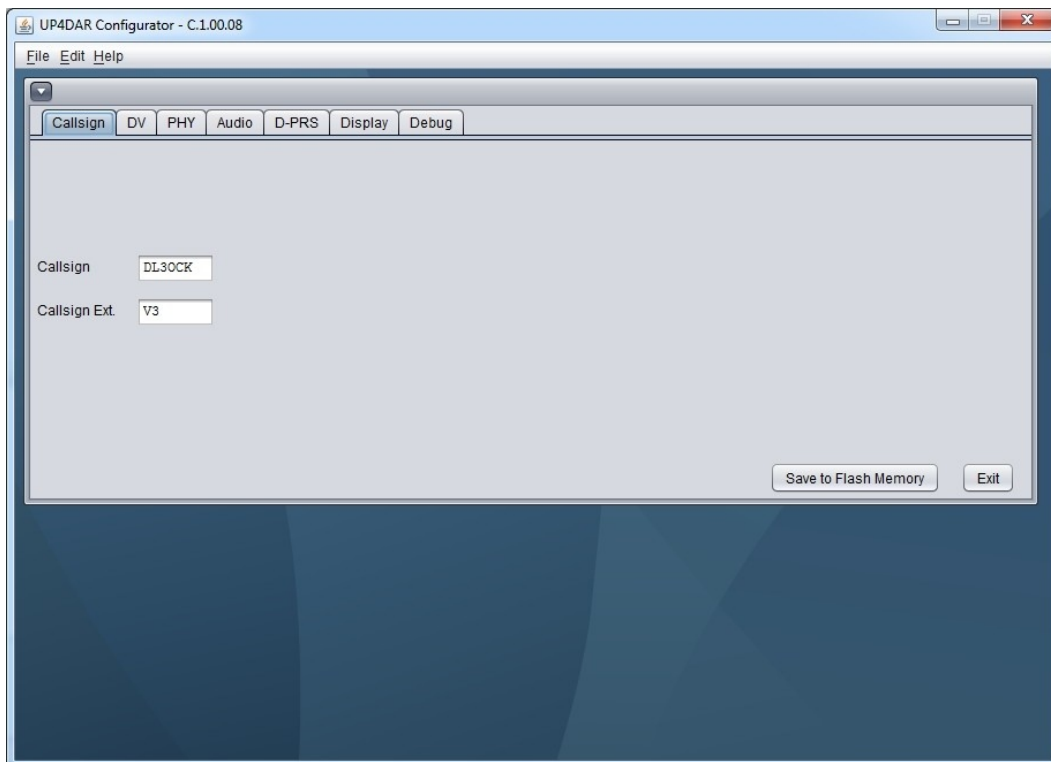 UP4DAR Configurator - C.1.00.08
File Edit Help
Callsign DV PHY Audio D-PRS Display Debug
Callsign DL3OCK
Callsign Ext. V3
Save to Flash Memory Exit